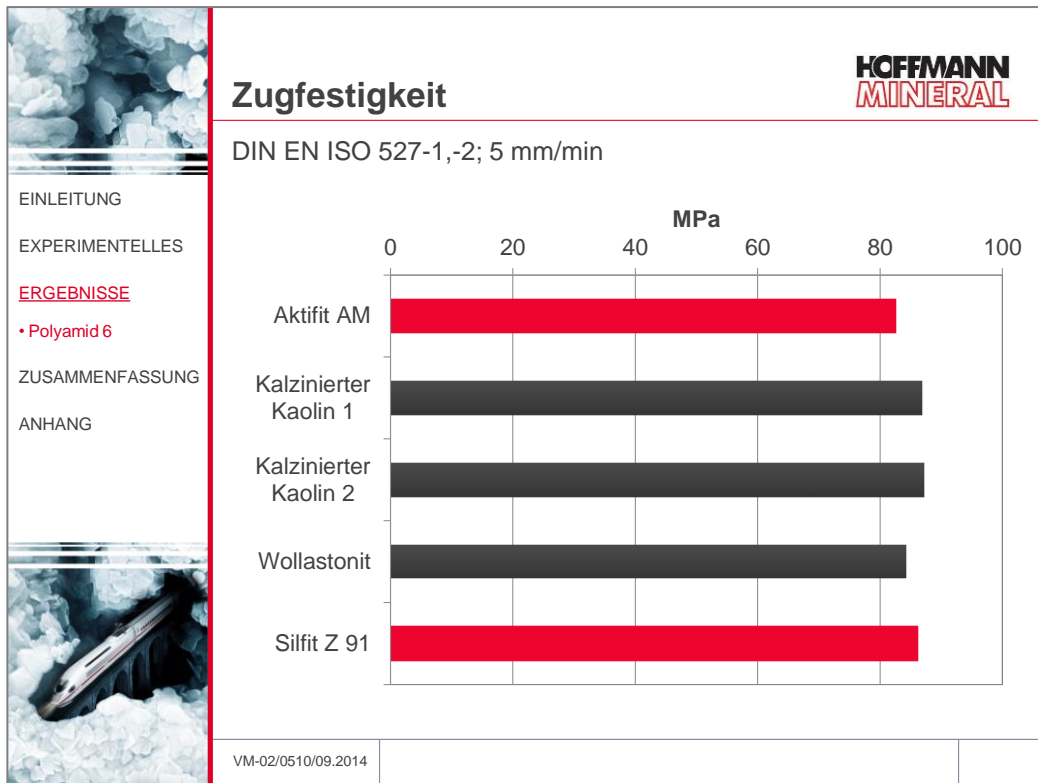 Zugfestigkeit
HOFFMANN
MINERAL
DIN EN ISO 527-1,-2; 5 mm/min
EINLEITUNG
EXPERIMENTELLES
ERGEBNISSE
• Polyamid 6
ZUSAMMENFASSUNG
ANHANG
MPa
0 20 40 60 80 100
Aktifit AM
Kalzinierter
Kaolin 1
Kalzinierter
Kaolin 2
Wollastonit
Silfit Z 91
VM-02/0510/09.2014